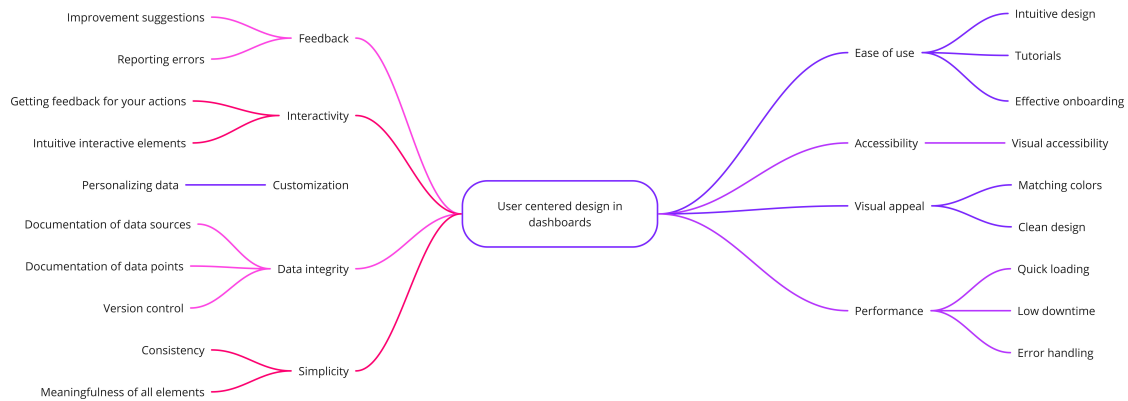 Improvement suggestions
Reporting errors
Feedback
Getting feedback for your actions
Intuitive interactive elements
Interactivity
Personalizing data
Customization
Documentation of data sources
Documentation of data points
Version control
Data integrity
Consistency
Meaningfulness of all elements
Simplicity
User centered design in
dashboards
Ease of use
Intuitive design
Tutorials
Effective onboarding
Accessibility
Visual accessibility
Visual appeal
Matching colors
Clean design
Performance
Quick loading
Low downtime
Error handling